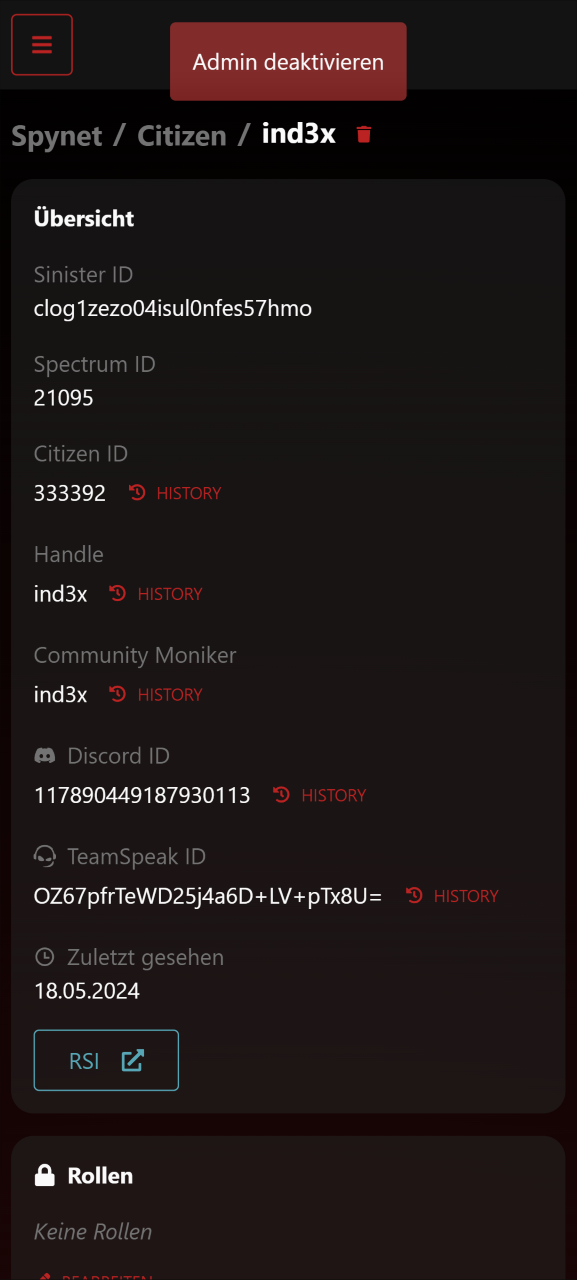 Admin deaktivieren
Spynet / Citizen / ind3x
Übersicht
Sinister ID
clog1zezo04isul0nfes57hmo
Spectrum ID
21095
Citizen ID
333392 HISTORY
Handle
ind3x HISTORY
Community Moniker
ind3x HISTORY
Discord ID
117890449187930113 HISTORY
TeamSpeak ID
OZ67pfrTeWD25j4a6D+LV+pTx8U= HISTORY
Zuletzt gesehen
18.05.2024
RSI
Rollen
Keine Rollen
BEARBEITEN